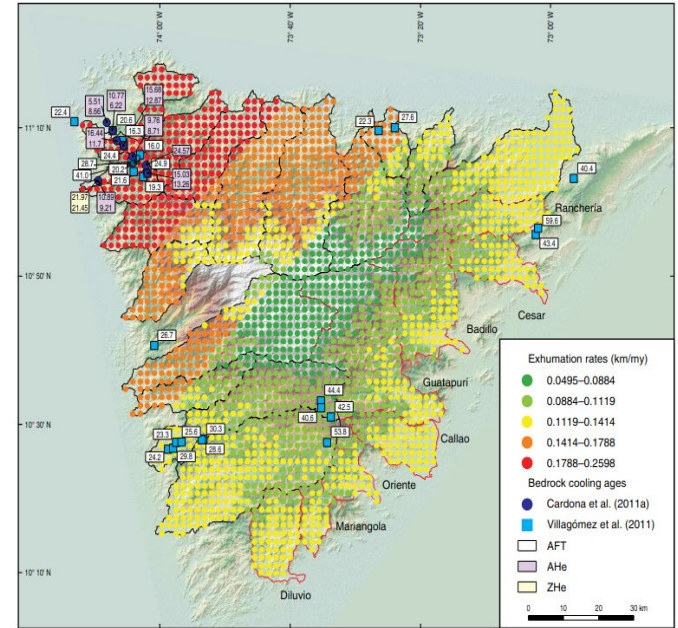 74° 00' W
73° 40' W
73° 20' W
73° 00' W
11° 10' N
10° 50' N
10° 30' N
10° 10' N
5.51
8.66
10.77
6.22
15.68
12.67
22.4
20.6
16.3
9.76
8.71
16.44
11.7
16.0
24.57
24.4
28.7
20.2
24.9
41.0
21.6
19.3
15.03
13.26
21.97
21.45
10.89
9.21
22.3
27.6
40.4
Ranchería
59.6
43.4
Cesar
Badillo
26.7
Guatapurí
44.4
42.5
40.6
53.8
Callao
23.3
25.6
30.3
24.2
29.8
28.6
Oriente
Mariangola
Diluvio
Exhumation rates (km/my)
0.0495–0.0884
0.0884–0.1119
0.1119–0.1414
0.1414–0.1788
0.1788–0.2598
Bedrock cooling ages
Cardona et al. (2011a)
Villagómez et al. (2011)
AFT
AHe
ZHe
0 10 20 30 km